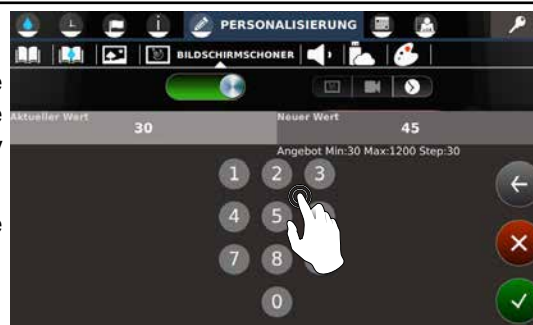 PERSONALISIERUNG
BILDSCHIRMSCHONER
Aktueller Wert
30
Neuer Wert
45
Angebot Min:30 Max:1200 Step:30
1 2 3
4 5
7 8
0